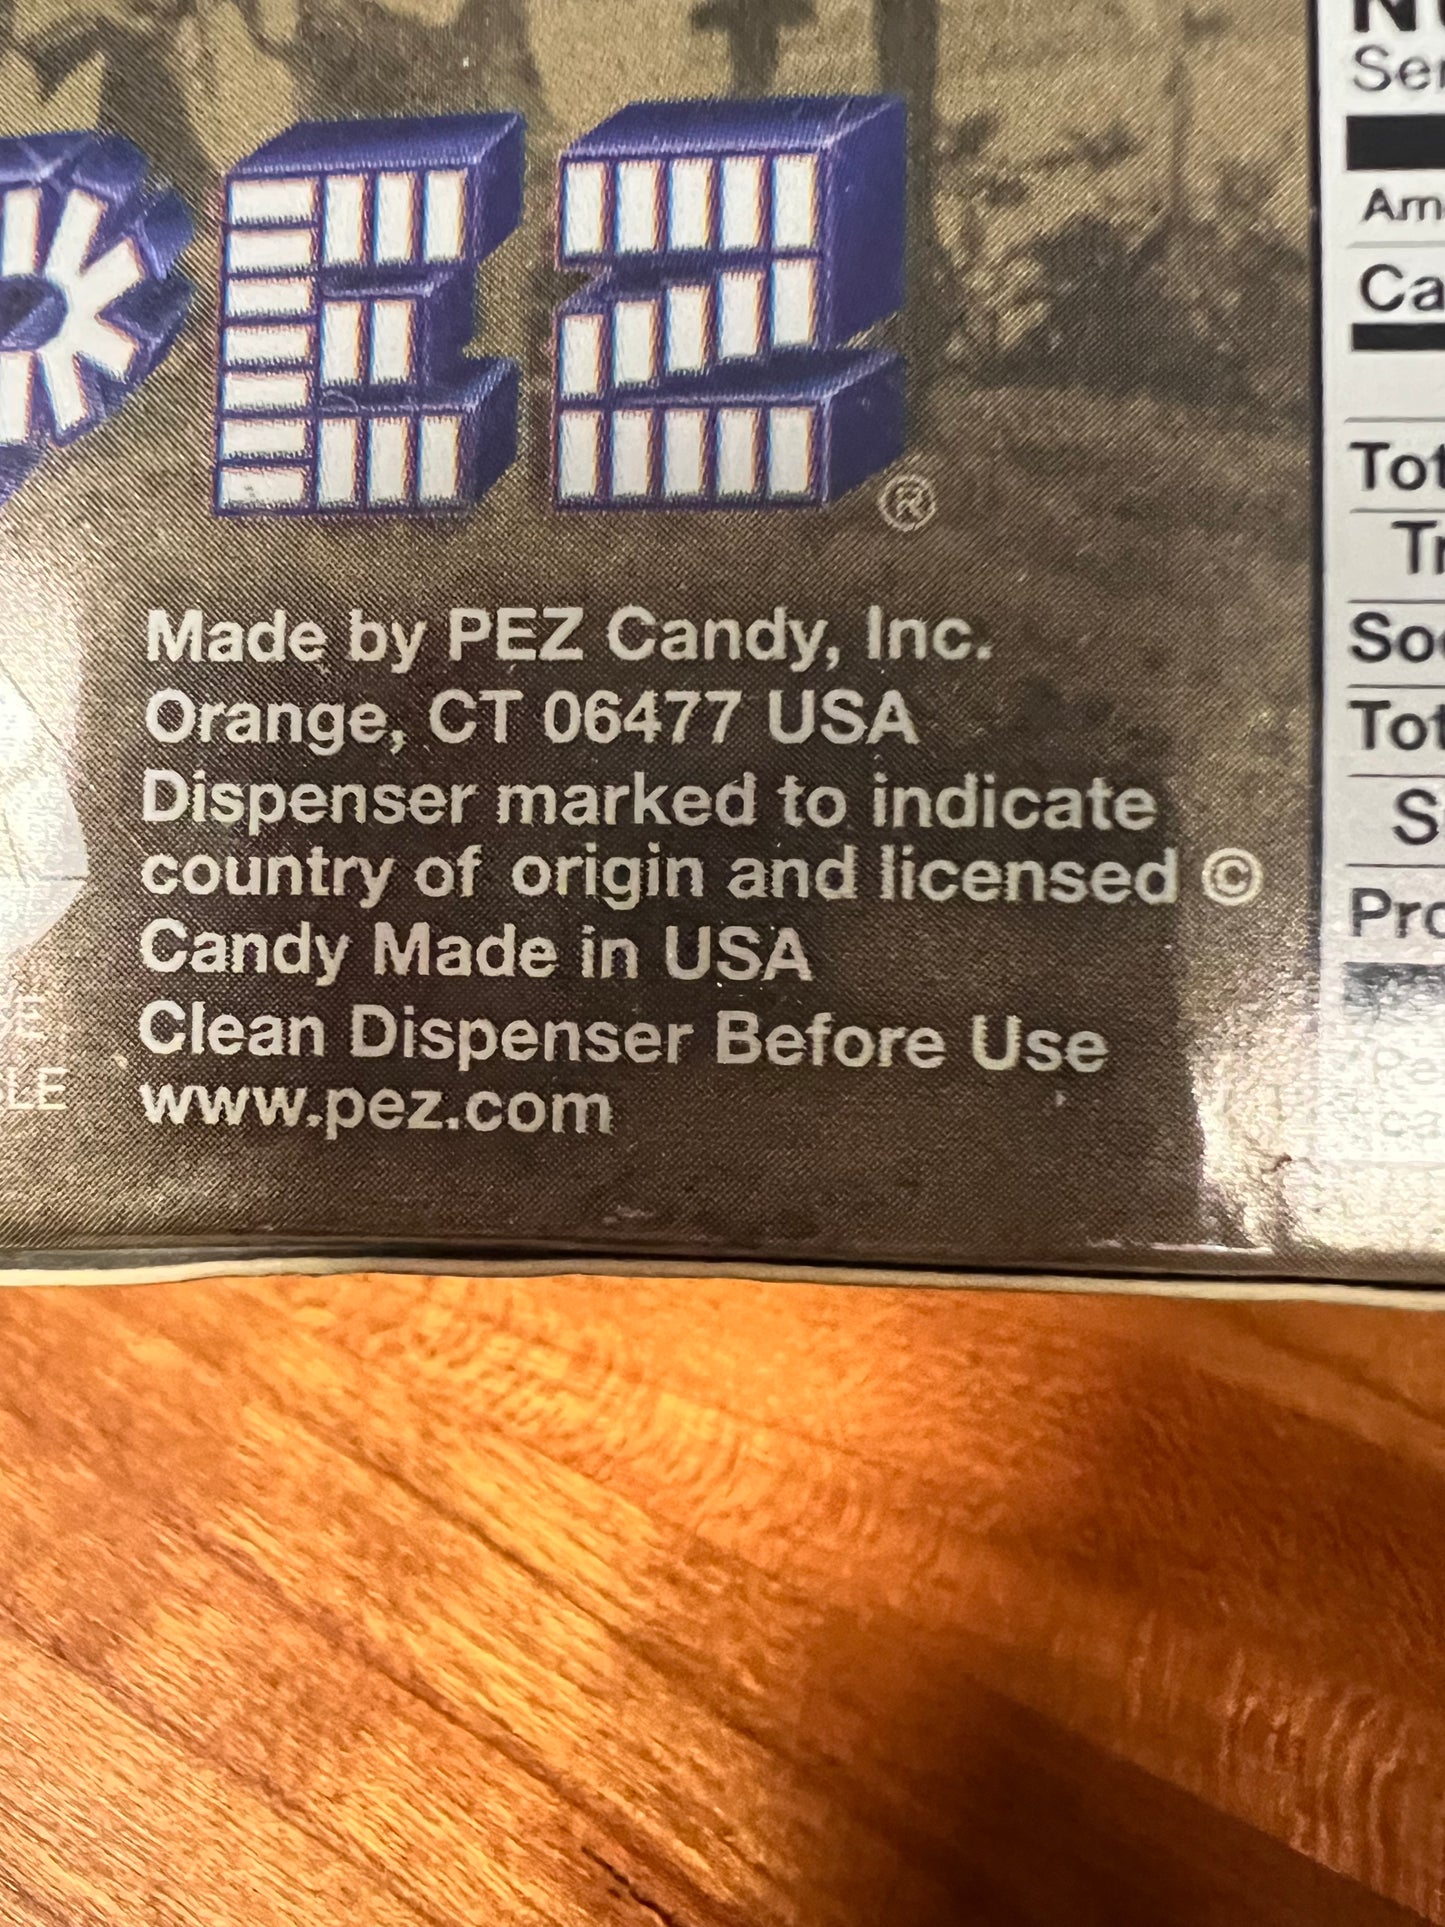 PEZ®
Made by PEZ Candy, Inc.
Orange, CT 06477 USA
Dispenser marked to indicate
country of origin and licensed ©
Candy Made in USA
Clean Dispenser Before Use
www.pez.com